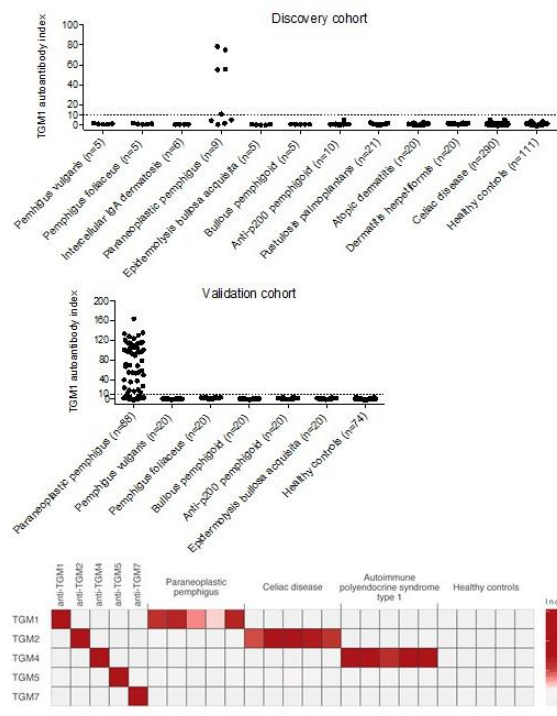 Discovery cohort
TGM1 autoantibody index
100
80
60
40
20
10
0
Pemhigus vulgaris (n=5)
Pemphigus foliaceus (n=5)
Intercellular IgA dermatosis (n=6)
Paraneoplastic pemphigus (n=9)
Epidermolysis bullosa acquisita (n=5)
Bullous pemphigoid (n=5)
Anti-p200 pemphigoid (n=10)
Pustulosis palmoplantaris (n=21)
Atopic dermatitis (n=20)
Dermatitis herpetiformis (n=20)
Celiac disease (n=290)
Healthy controls (n=111)
Validation cohort
TGM1 autoantibody index
200
160
120
80
40
10
0
Paraneoplastic pemphigus (n=68)
Pemphigus vulgaris (n=20)
Pemphigus foliaceus (n=20)
Bullous pemphigoid (n=20)
Anti-p200 pemphigoid (n=20)
Epidermolysis bullosa acquisita (n=20)
Healthy controls (n=74)
anti-TGM1
anti-TGM2
anti-TGM4
anti-TGM5
anti-TGM7
Paraneoplastic
pemphigus
Celiac disease
Autoimmune
polyendocrine syndrome
type 1
Healthy controls
TGM1
TGM2
TGM4
TGM5
TGM7